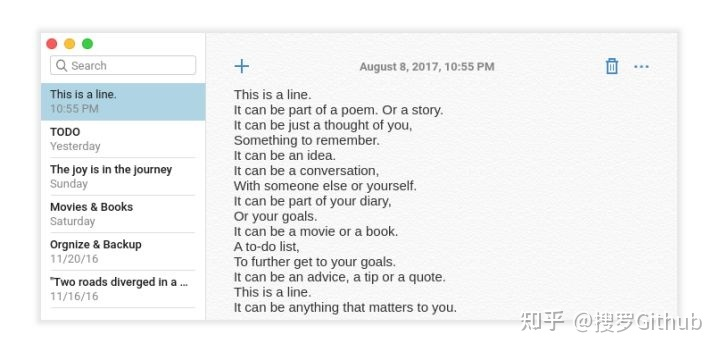 Search
This is a line.
10:55 PM
TODO
Yesterday
The joy is in the journey
Sunday
Movies & Books
Saturday
Orgnize & Backup
11/20/16
"Two roads diverged in a ...
11/16/16
August 8, 2017, 10:55 PM
This is a line.
It can be part of a poem. Or a story.
It can be just a thought of you,
Something to remember.
It can be an idea.
It can be a conversation,
With someone else or yourself.
It can be part of your diary,
Or your goals.
It can be a movie or a book.
A to-do list,
To further get to your goals.
It can be an advice, a tip or a quote.
This is a line.
It can be anything that matters to you.
知乎 @搜罗Github